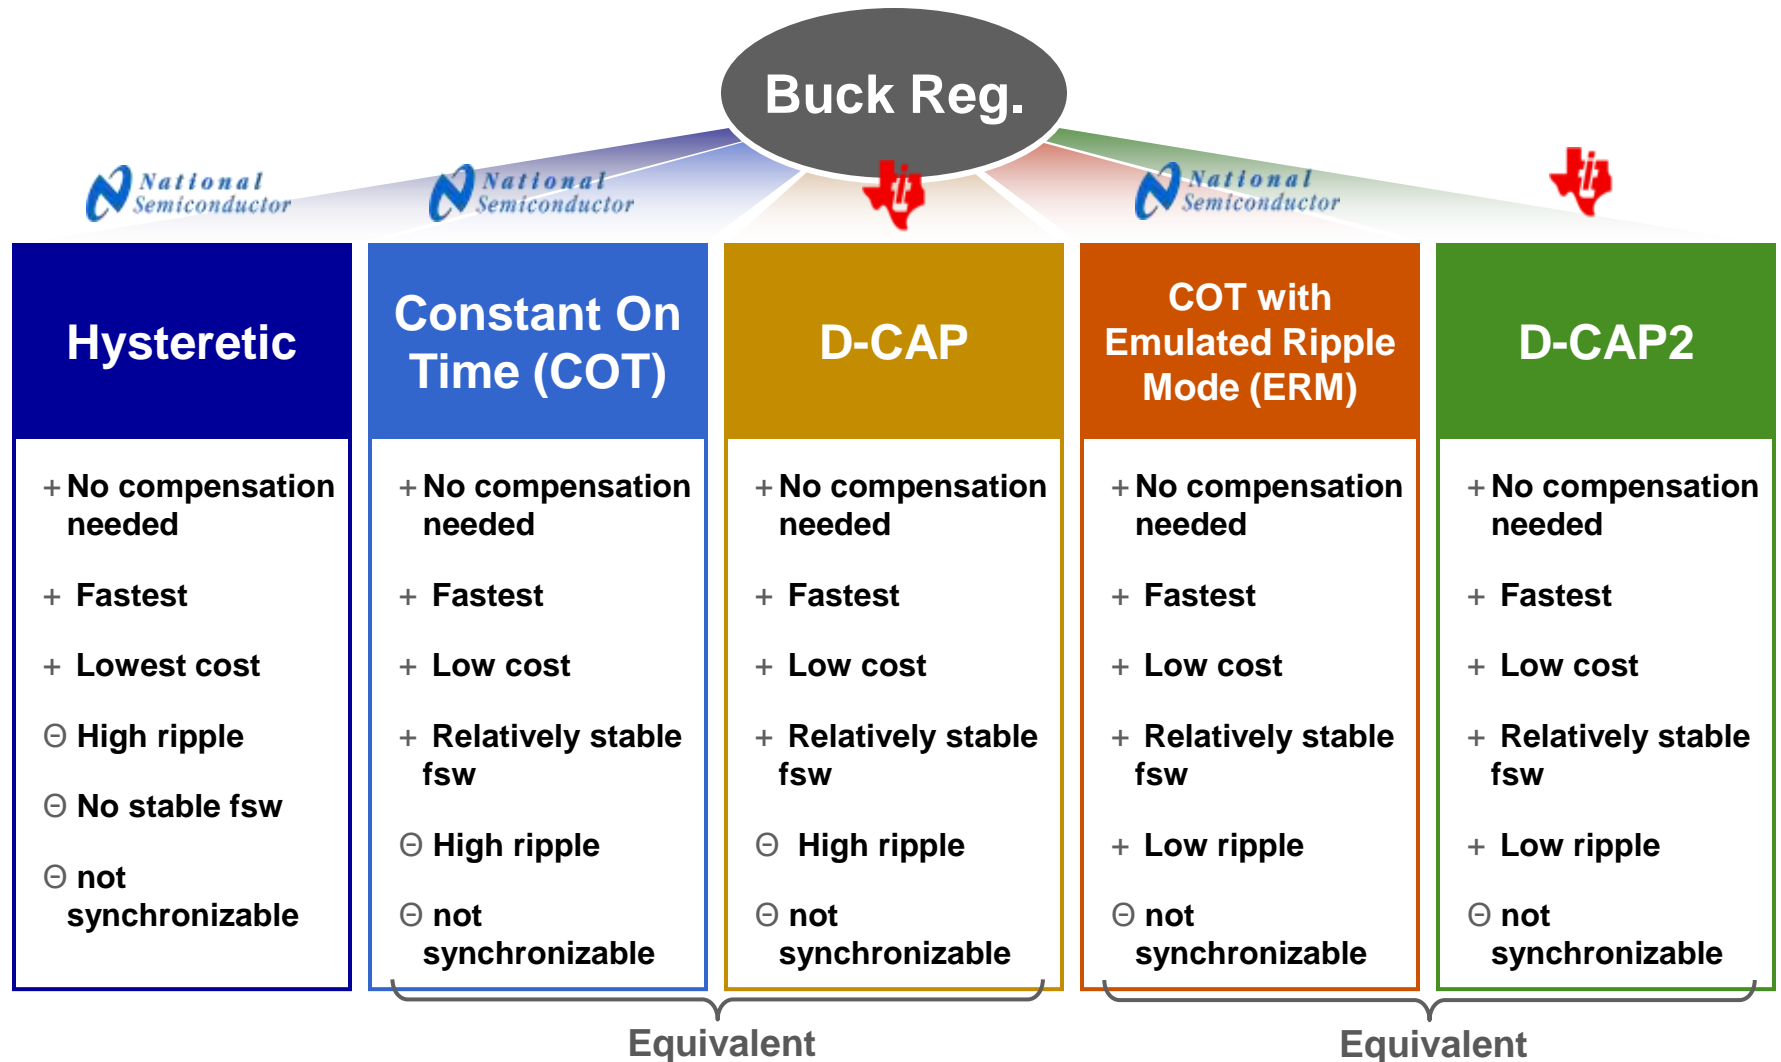 Buck Reg.
National
Semiconductor
National
Semiconductor
ti
National
Semiconductor
ti
Hysteretic
+ No compensation
needed
+ Fastest
+ Lowest cost
Θ High ripple
Θ No stable fsw
Θ not
synchronizable
Constant On
Time (COT)
+ No compensation
needed
+ Fastest
+ Low cost
+ Relatively stable
fsw
Θ High ripple
Θ not
synchronizable
D-CAP
+ No compensation
needed
+ Fastest
+ Low cost
+ Relatively stable
fsw
Θ High ripple
Θ not
synchronizable
COT with
Emulated Ripple
Mode (ERM)
+ No compensation
needed
+ Fastest
+ Low cost
+ Relatively stable
fsw
+ Low ripple
Θ not
synchronizable
D-CAP2
+ No compensation
needed
+ Fastest
+ Low cost
+ Relatively stable
fsw
+ Low ripple
Θ not
synchronizable
Equivalent
Equivalent